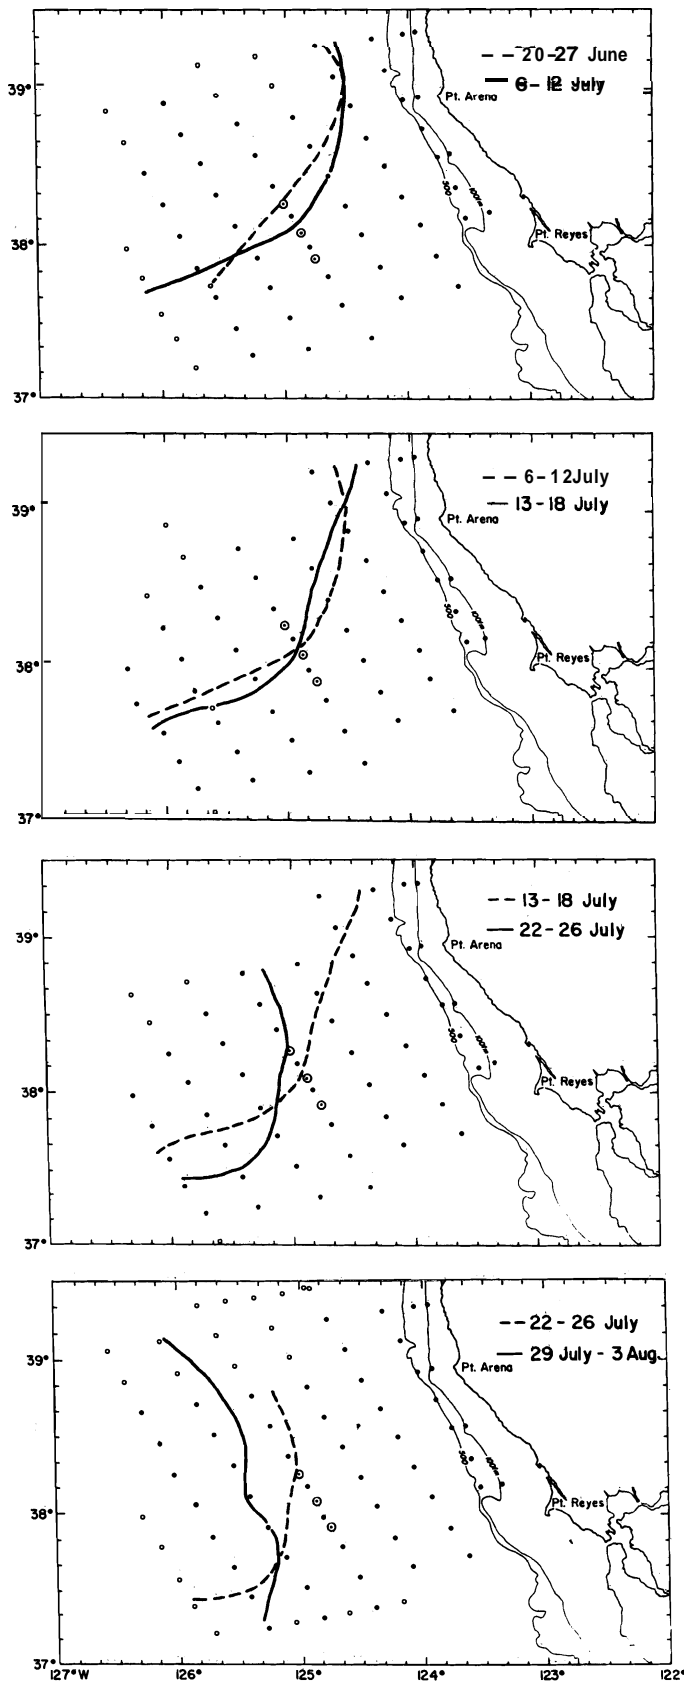 20-27 June
6-12 July
39°
Pt. Arena
500
100fm
38°
Pt. Reyes
37°
6-12July
13-18 July
39°
Pt. Arena
500
100fm
38°
Pt. Reyes
37°
13-18 July
22-26 July
39°
Pt. Arena
500
100fm
38°
Pt. Reyes
37°
22-26 July
29 July - 3 Aug.
39°
Pt. Arena
500
100fm
38°
Pt. Reyes
37°
127°W 126° 125° 124° 123° 122°